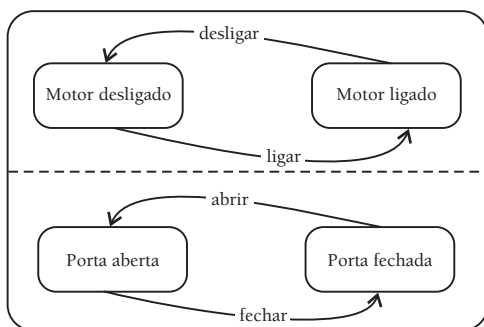 desligar
Motor desligado
Motor ligado
ligar
abrir
Porta aberta
Porta fechada
fechar